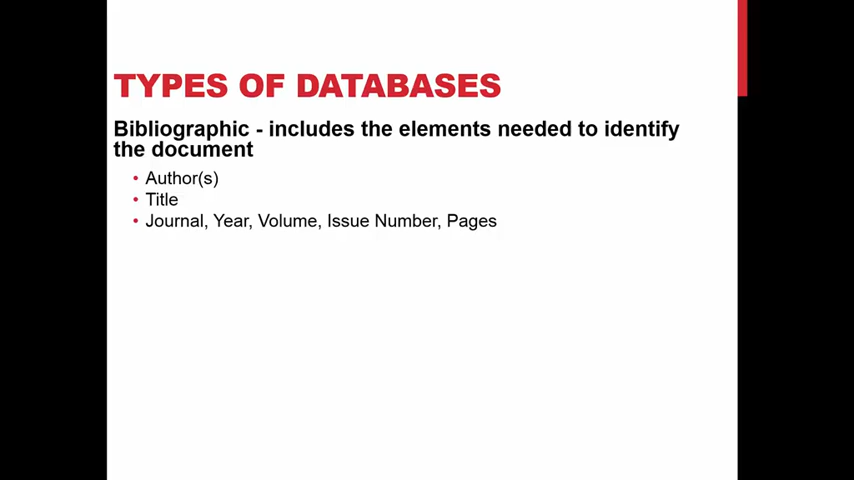 TYPES OF DATABASES
Bibliographic - includes the elements needed to identify
the document
• Author(s)
• Title
• Journal, Year, Volume, Issue Number, Pages